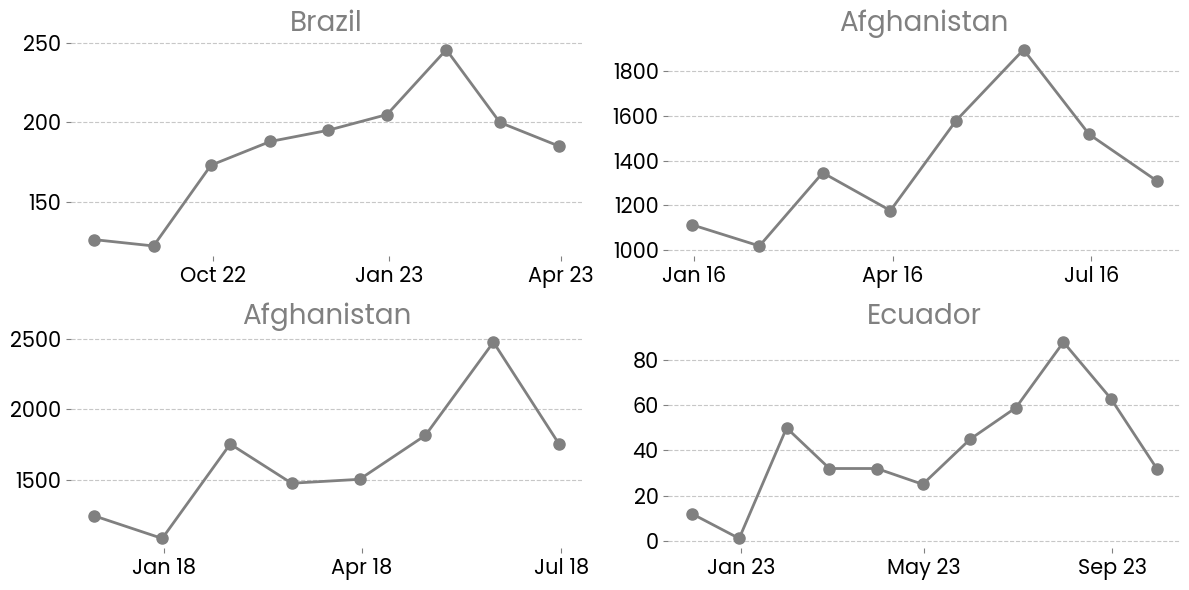 Brazil
250
200
150
Oct 22 Jan 23 Apr 23
Afghanistan
1800
1600
1400
1200
1000
Jan 16 Apr 16 Jul 16
Afghanistan
2500
2000
1500
Jan 18 Apr 18 Jul 18
Ecuador
80
60
40
20
0
Jan 23 May 23 Sep 23